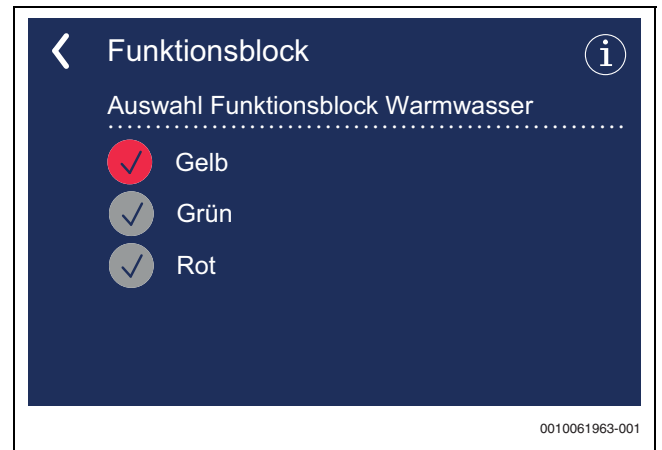 Funktionsblock
i
Auswahl Funktionsblock Warmwasser
Gelb
Grün
Rot
0010061963-001